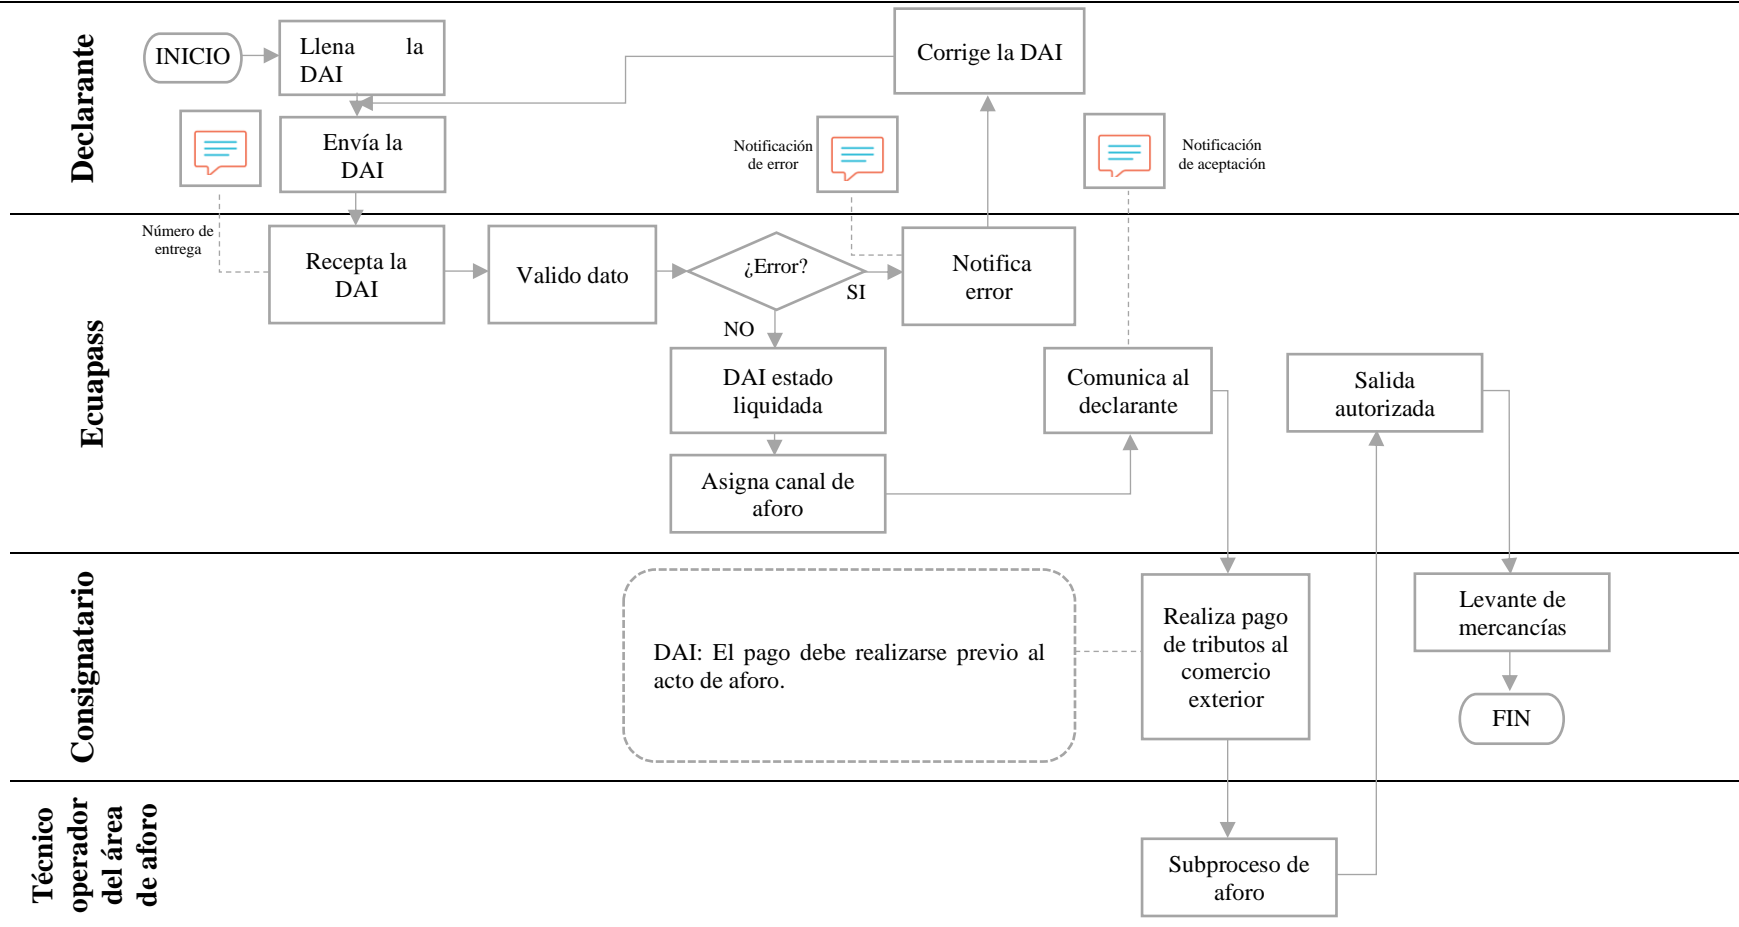 Declarante
INICIO
Llena la
DAI
Corrige la DAI
Envía la
DAI
Notificación
de error
Notificación
de aceptación
Ecuapass
Número de
entrega
Recepta la
DAI
Valido dato
¿Error?
SI
Notifica
error
NO
DAI estado
liquidada
Comunica al
declarante
Salida
autorizada
Asigna canal de
aforo
Consignatario
DAI: El pago debe realizarse previo al
acto de aforo.
Realiza pago
de tributos al
comercio
exterior
Levante de
mercancías
FIN
Técnico
operador
del área
de aforo
Subproceso de
aforo